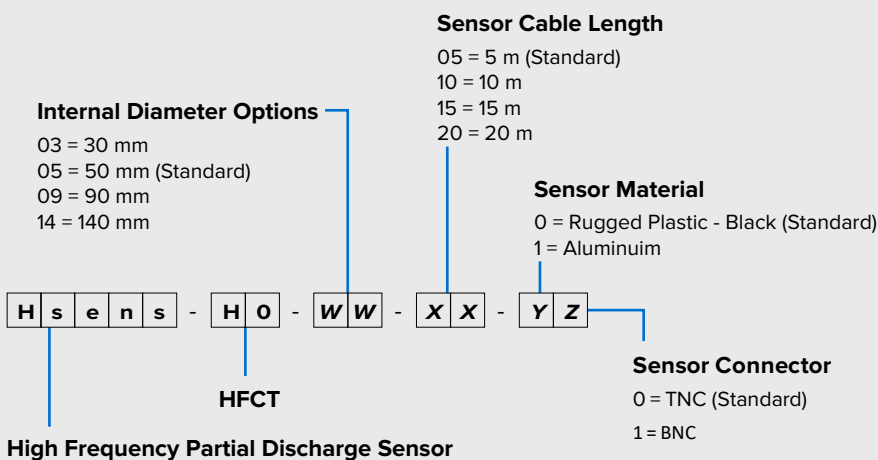 Sensor Cable Length
05 = 5 m (Standard)
10 = 10 m
15 = 15 m
20 = 20 m
Internal Diameter Options
03 = 30 mm
05 = 50 mm (Standard)
09 = 90 mm
14 = 140 mm
Sensor Material
0 = Rugged Plastic - Black (Standard)
1 = Aluminuim
H s e n s - H 0 - W W - X X - Y Z
HFCT
Sensor Connector
0 = TNC (Standard)
1 = BNC
High Frequency Partial Discharge Sensor